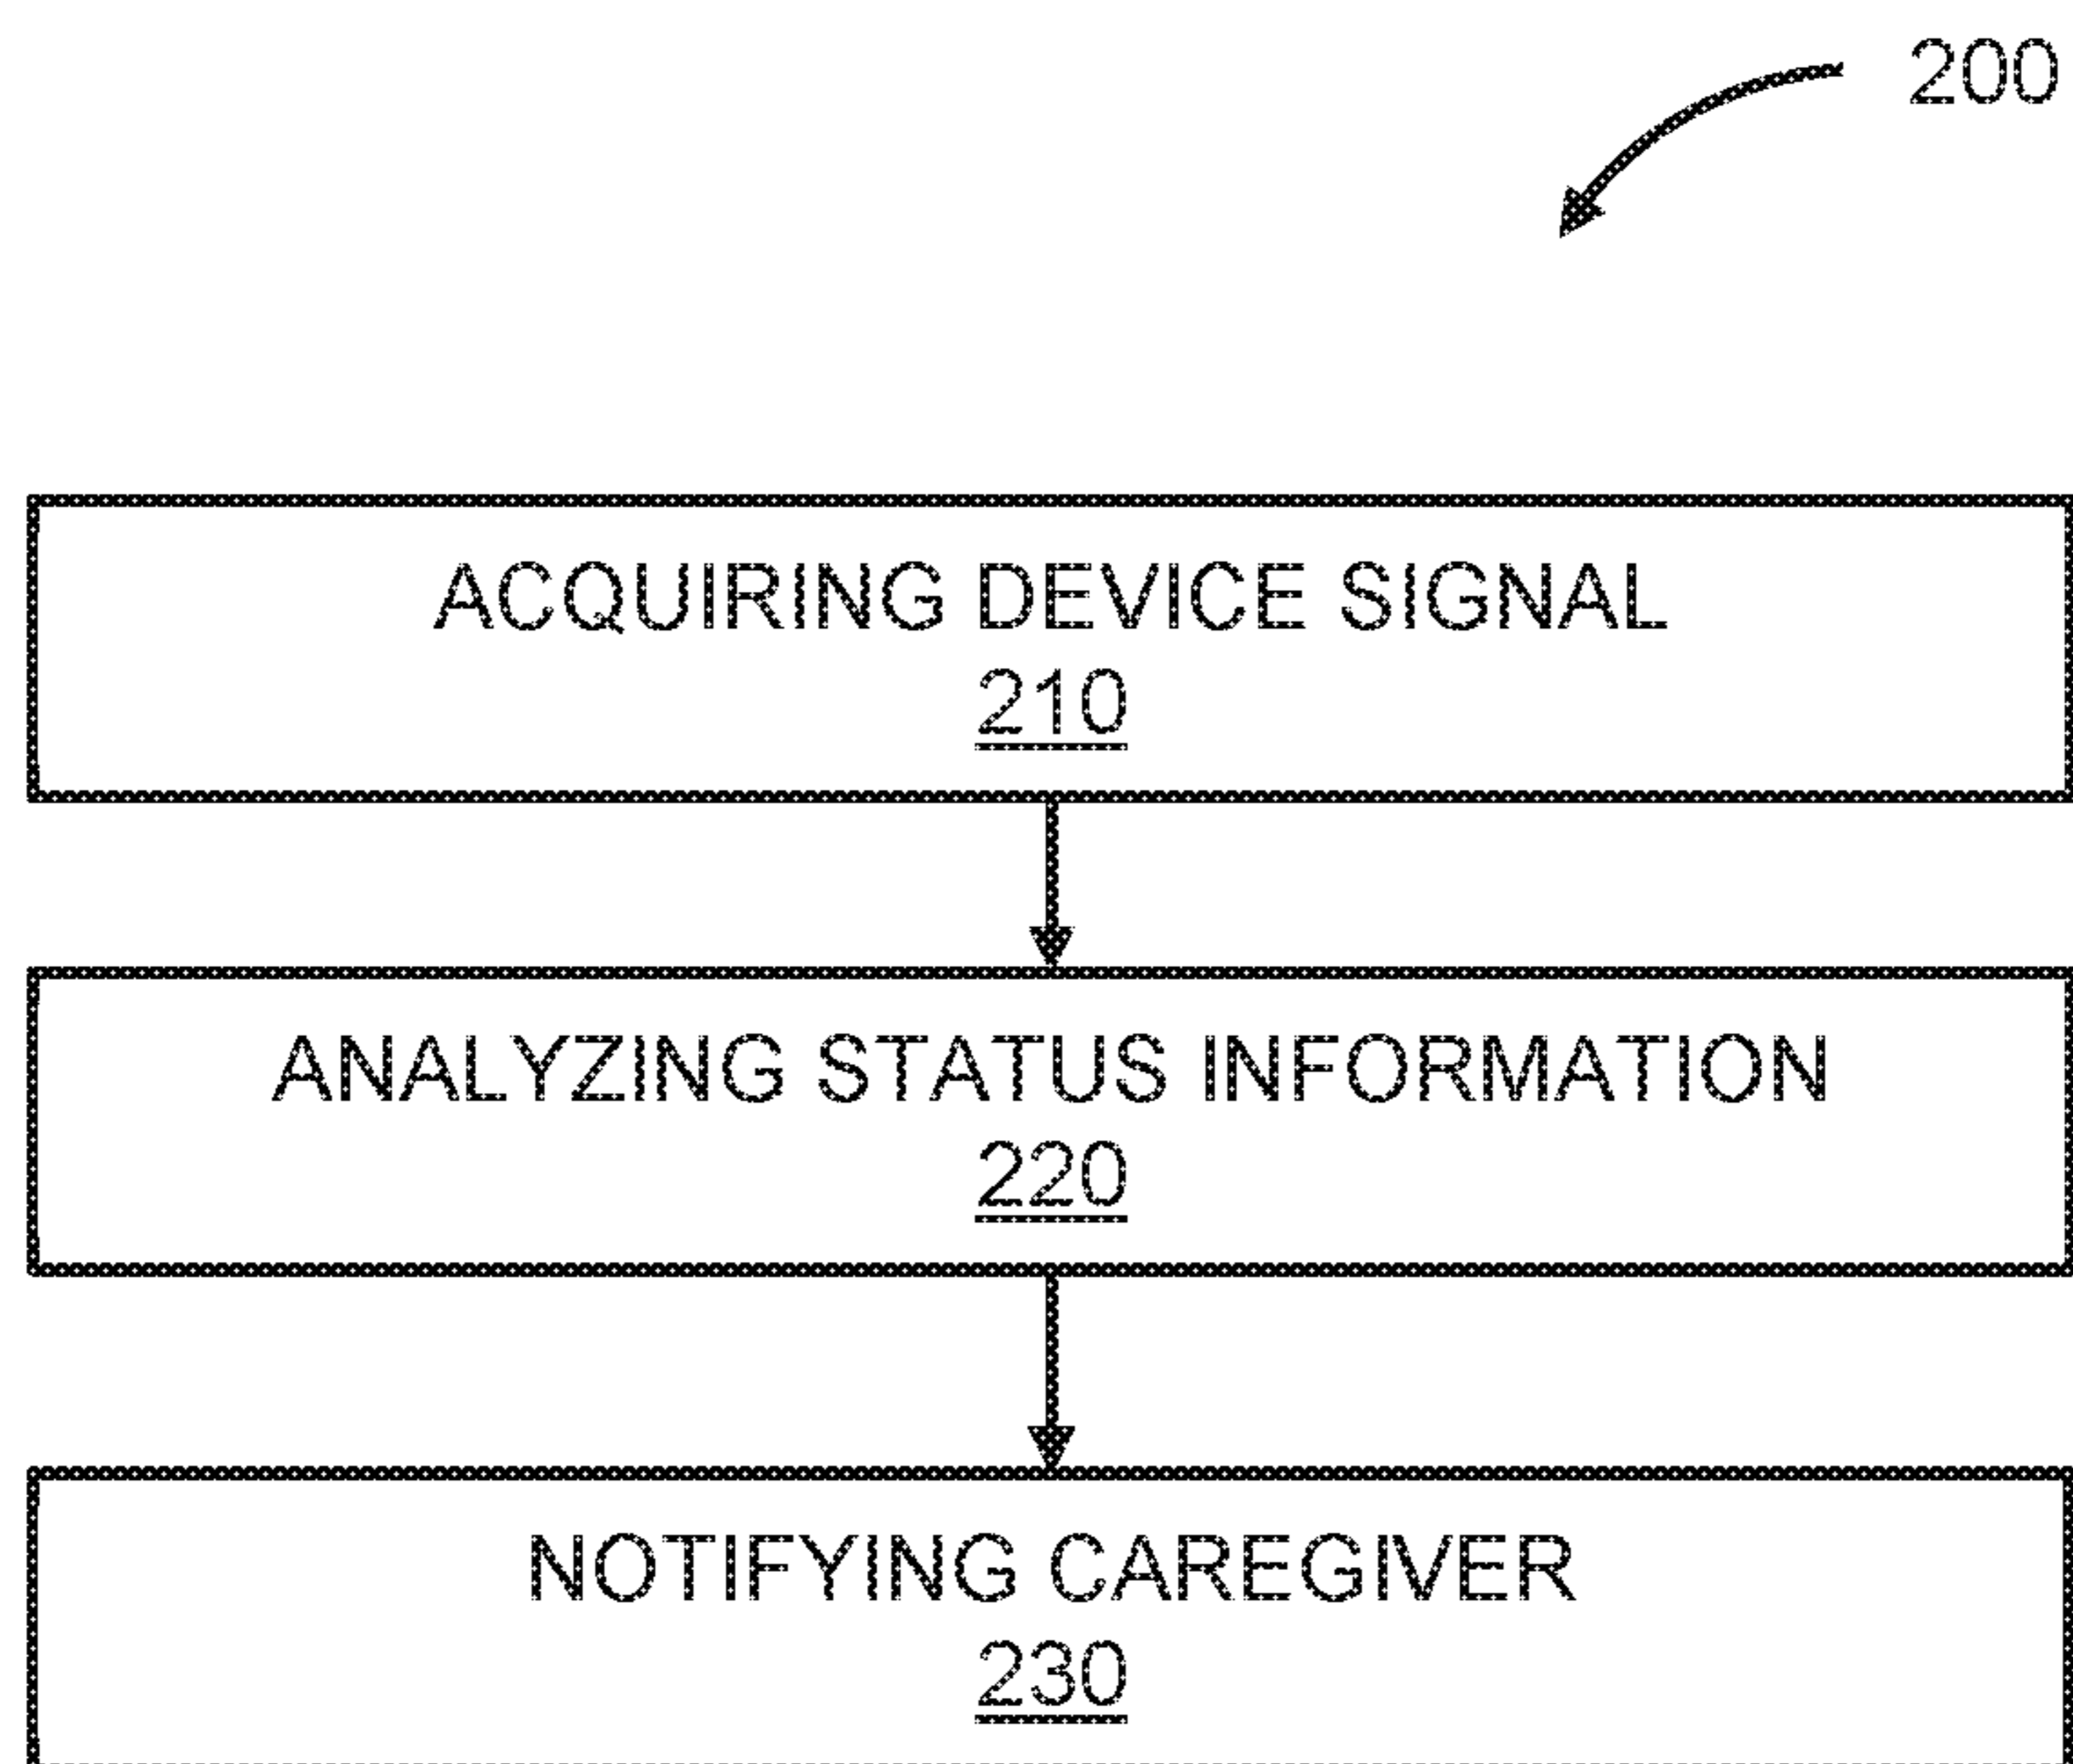 200
ACQUIRING DEVICE SIGNAL
210
ANALYZING STATUS INFORMATION
220
NOTIFYING CAREGIVER
230